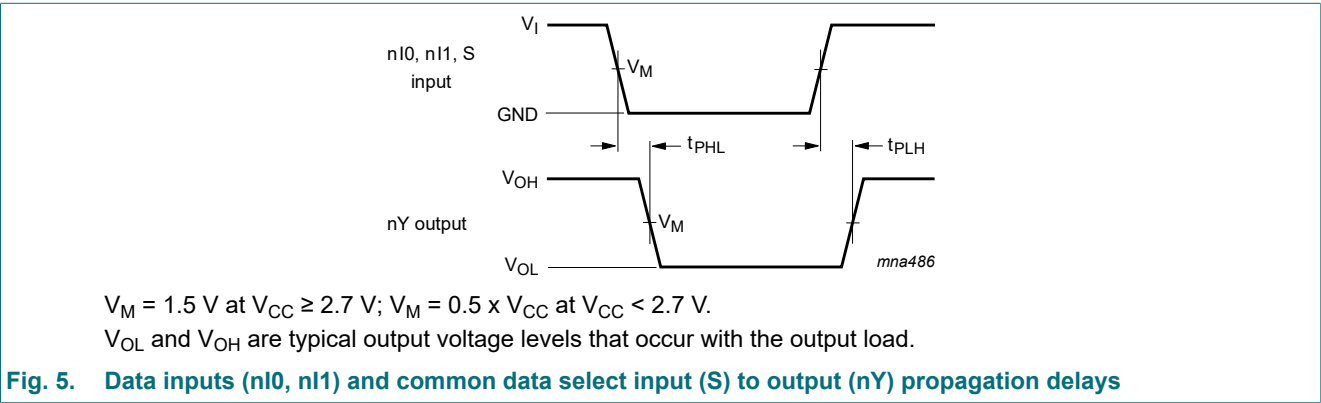 V_I
nI0, nI1, S
input
V_M
GND
t_PHL
t_PLH
V_OH
nY output
V_M
V_OL
mna486
V_M = 1.5 V at V_CC ≥ 2.7 V; V_M = 0.5 x V_CC at V_CC < 2.7 V.
V_OL and V_OH are typical output voltage levels that occur with the output load.
Fig. 5. Data inputs (nI0, nI1) and common data select input (S) to output (nY) propagation delays